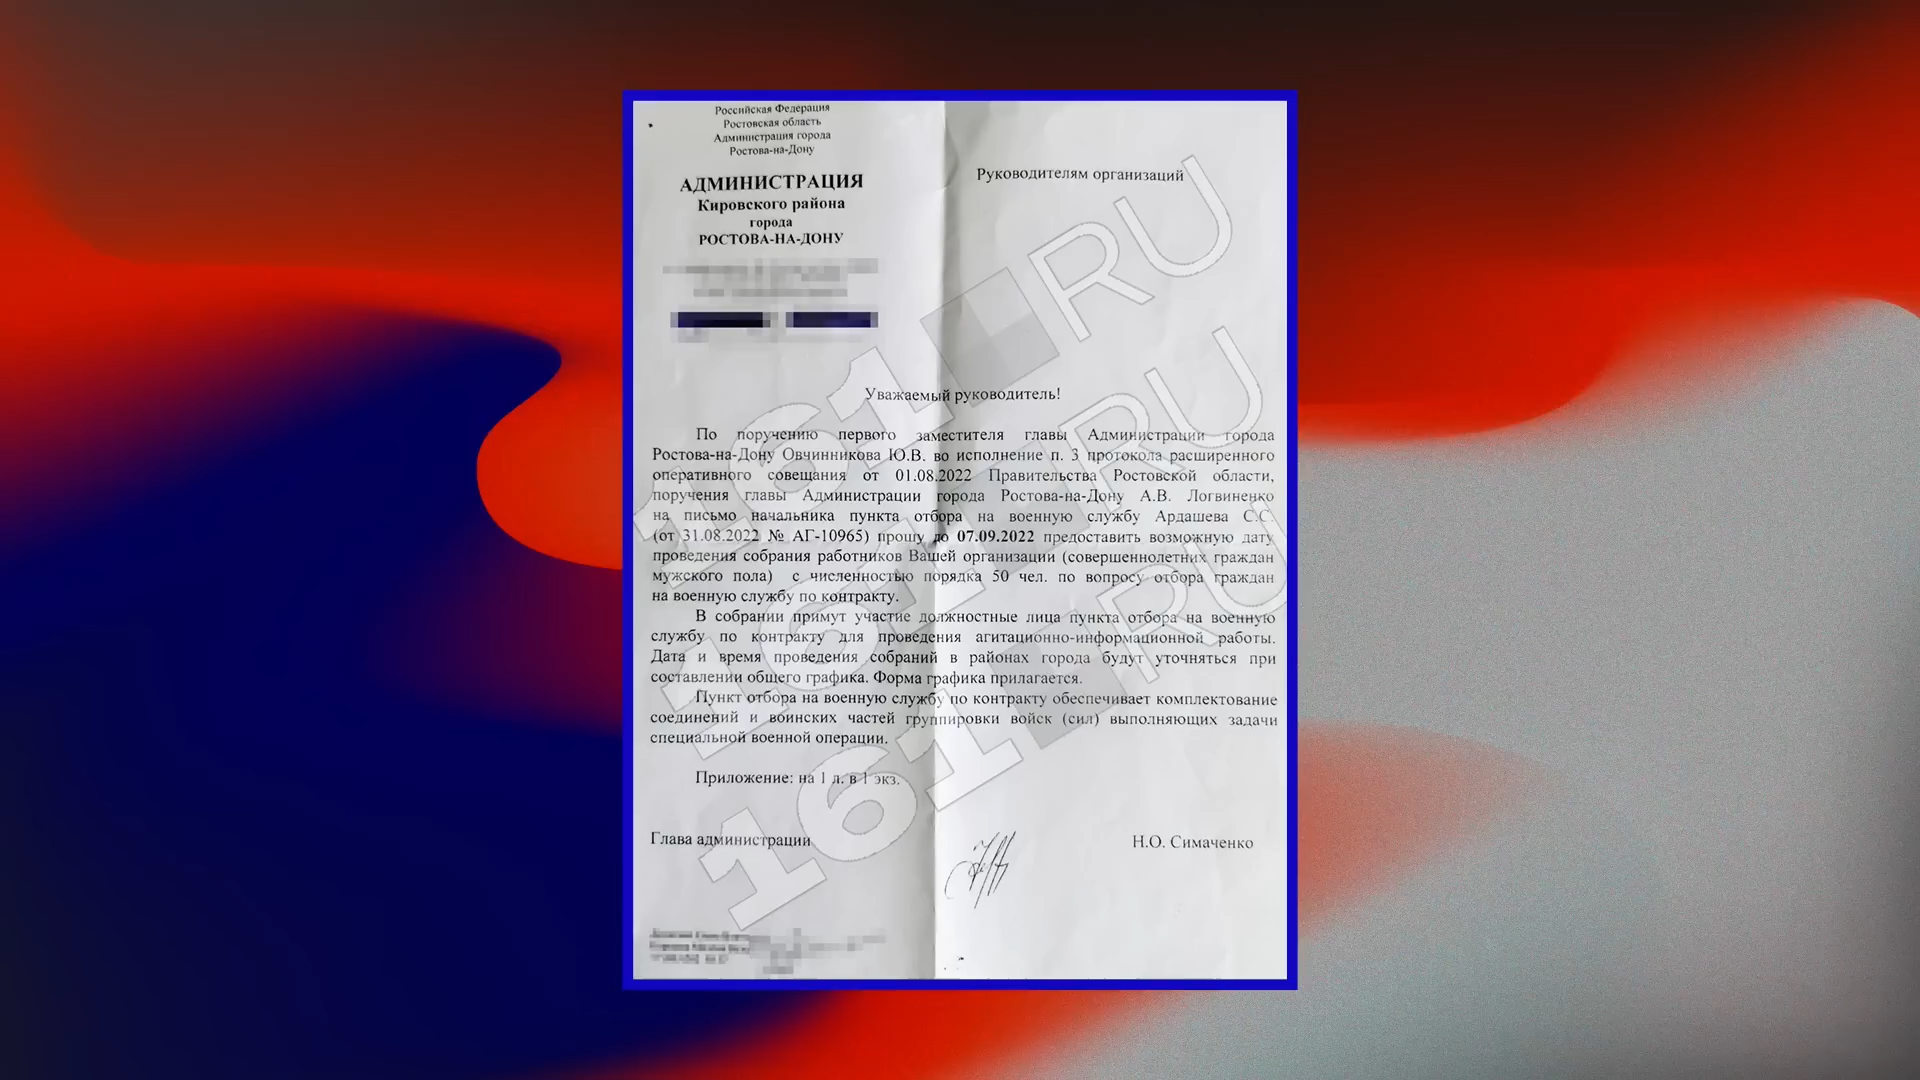 Российская Федерация
Ростовская область
Администрация города
Ростова-на-Дону
АДМИНИСТРАЦИЯ
Кировского района
города
РОСТОВА-НА-ДОНУ
Руководителям организаций
Уважаемый руководитель!
По поручению первого заместителя главы Администрации города
Ростова-на-Дону Овчинникова Ю.В. во исполнение п. 3 протокола расширенного
оперативного совещания от 01.08.2022 Правительства Ростовской области,
поручения главы Администрации города Ростова-на-Дону А.В. Логвиненко
на письмо начальника пункта отбора на военную службу Ардашева С.С.
(от 31.08.2022 № АГ-10965) прошу до 07.09.2022 предоставить возможную дату
проведения собрания работников Вашей организации (совершеннолетних граждан
мужского пола) с численностью порядка 50 чел. по вопросу отбора граждан
на военную службу по контракту.
В собрании примут участие должностные лица пункта отбора на военную
службу по контракту для проведения агитационно-информационной работы.
Дата и время проведения собраний в районах города будут уточняться при
составлении общего графика. Форма графика прилагается.
Пункт отбора на военную службу по контракту обеспечивает комплектование
соединений и воинских частей группировки войск (сил) выполняющих задачи
специальной военной операции.
Приложение: на 1 л. в 1 экз.
Глава администрации
Н.О. Симаченко
161.RU
161.RU
161.RU